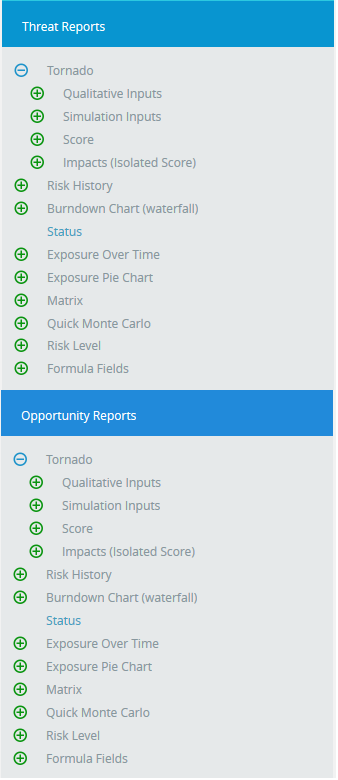 Threat Reports
Tornado
Qualitative Inputs
Simulation Inputs
Score
Impacts (Isolated Score)
Risk History
Burndown Chart (waterfall)
Status
Exposure Over Time
Exposure Pie Chart
Matrix
Quick Monte Carlo
Risk Level
Formula Fields
Opportunity Reports
Tornado
Qualitative Inputs
Simulation Inputs
Score
Impacts (Isolated Score)
Risk History
Burndown Chart (waterfall)
Status
Exposure Over Time
Exposure Pie Chart
Matrix
Quick Monte Carlo
Risk Level
Formula Fields